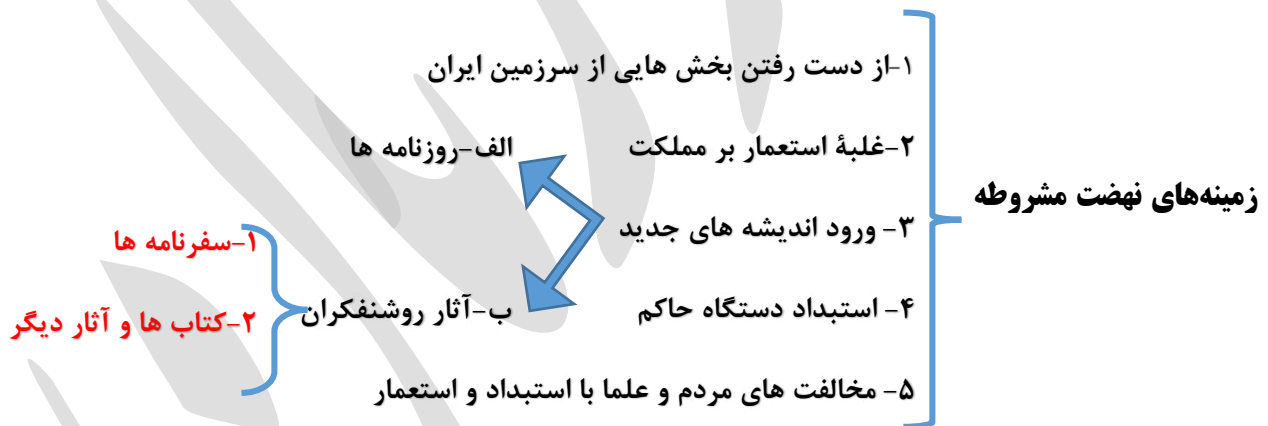 زمینه‌های نهضت مشروطه
۱-از دست رفتن بخش هایی از سرزمین ایران
۲-غلبهٔ استعمار بر مملکت
۳- ورود اندیشه های جدید
الف-روزنامه ها
ب-آثار روشنفکران
۱-سفرنامه ها
۲-کتاب ها و آثار دیگر
۴- استبداد دستگاه حاکم
۵- مخالفت های مردم و علما با استبداد و استعمار